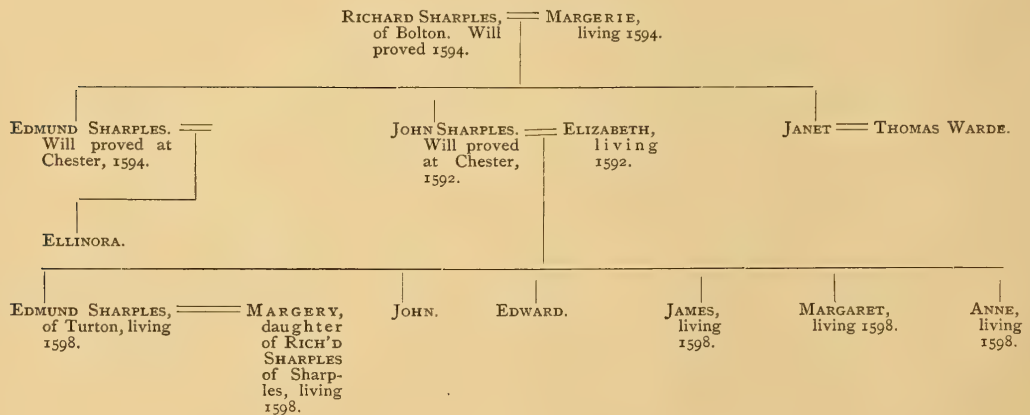 RICHARD SHARPLES,
of Bolton. Will
proved 1594.
MARGERIE,
living 1594.
EDMUND SHARPLES.
Will proved at
Chester, 1594.
JOHN SHARPLES.
Will proved
at Chester,
1592.
ELIZABETH,
living
1592.
JANET
THOMAS WARDE.
ELLINORA.
EDMUND SHARPLES,
of Turton, living
1598.
MARGERY,
daughter
of RICH'D
SHARPLES
of Sharp-
les, living
1598.
JOHN.
EDWARD.
JAMES,
living
1598.
MARGARET,
living 1598.
ANNE,
living
1598.